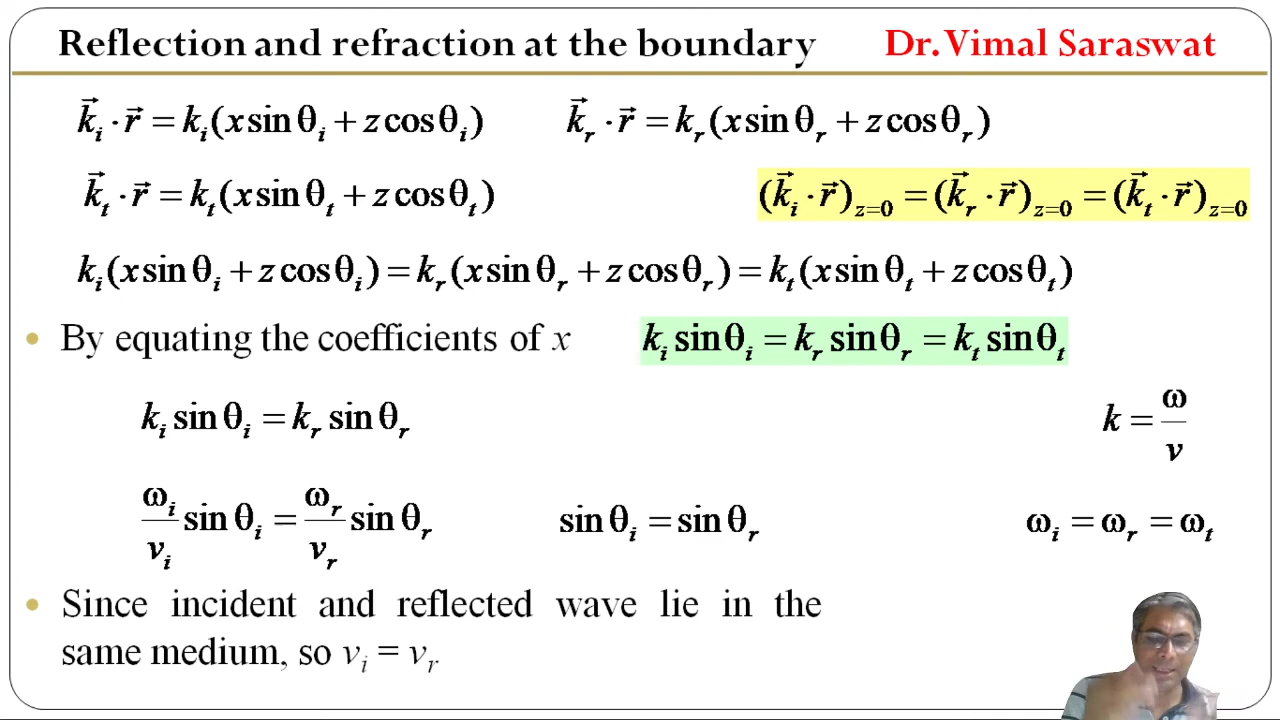 Reflection and refraction at the boundary Dr. Vimal Saraswat
k⃗ᵢ · r⃗ = kᵢ(x sin θᵢ + z cos θᵢ) k⃗ᵣ · r⃗ = kᵣ(x sin θᵣ + z cos θᵣ)
k⃗ₜ · r⃗ = kₜ(x sin θₜ + z cos θₜ) (k⃗ᵢ · r⃗)z=0 = (k⃗ᵣ · r⃗)z=0 = (k⃗ₜ · r⃗)z=0
kᵢ(x sin θᵢ + z cos θᵢ) = kᵣ(x sin θᵣ + z cos θᵣ) = kₜ(x sin θₜ + z cos θₜ)
• By equating the coefficients of x kᵢ sin θᵢ = kᵣ sin θᵣ = kₜ sin θₜ
kᵢ sin θᵢ = kᵣ sin θᵣ k = ω/v
ωᵢ/vᵢ sin θᵢ = ωᵣ/vᵣ sin θᵣ sin θᵢ = sin θᵣ ωᵢ = ωᵣ = ωₜ
• Since incident and reflected wave lie in the
same medium, so vᵢ = vᵣ